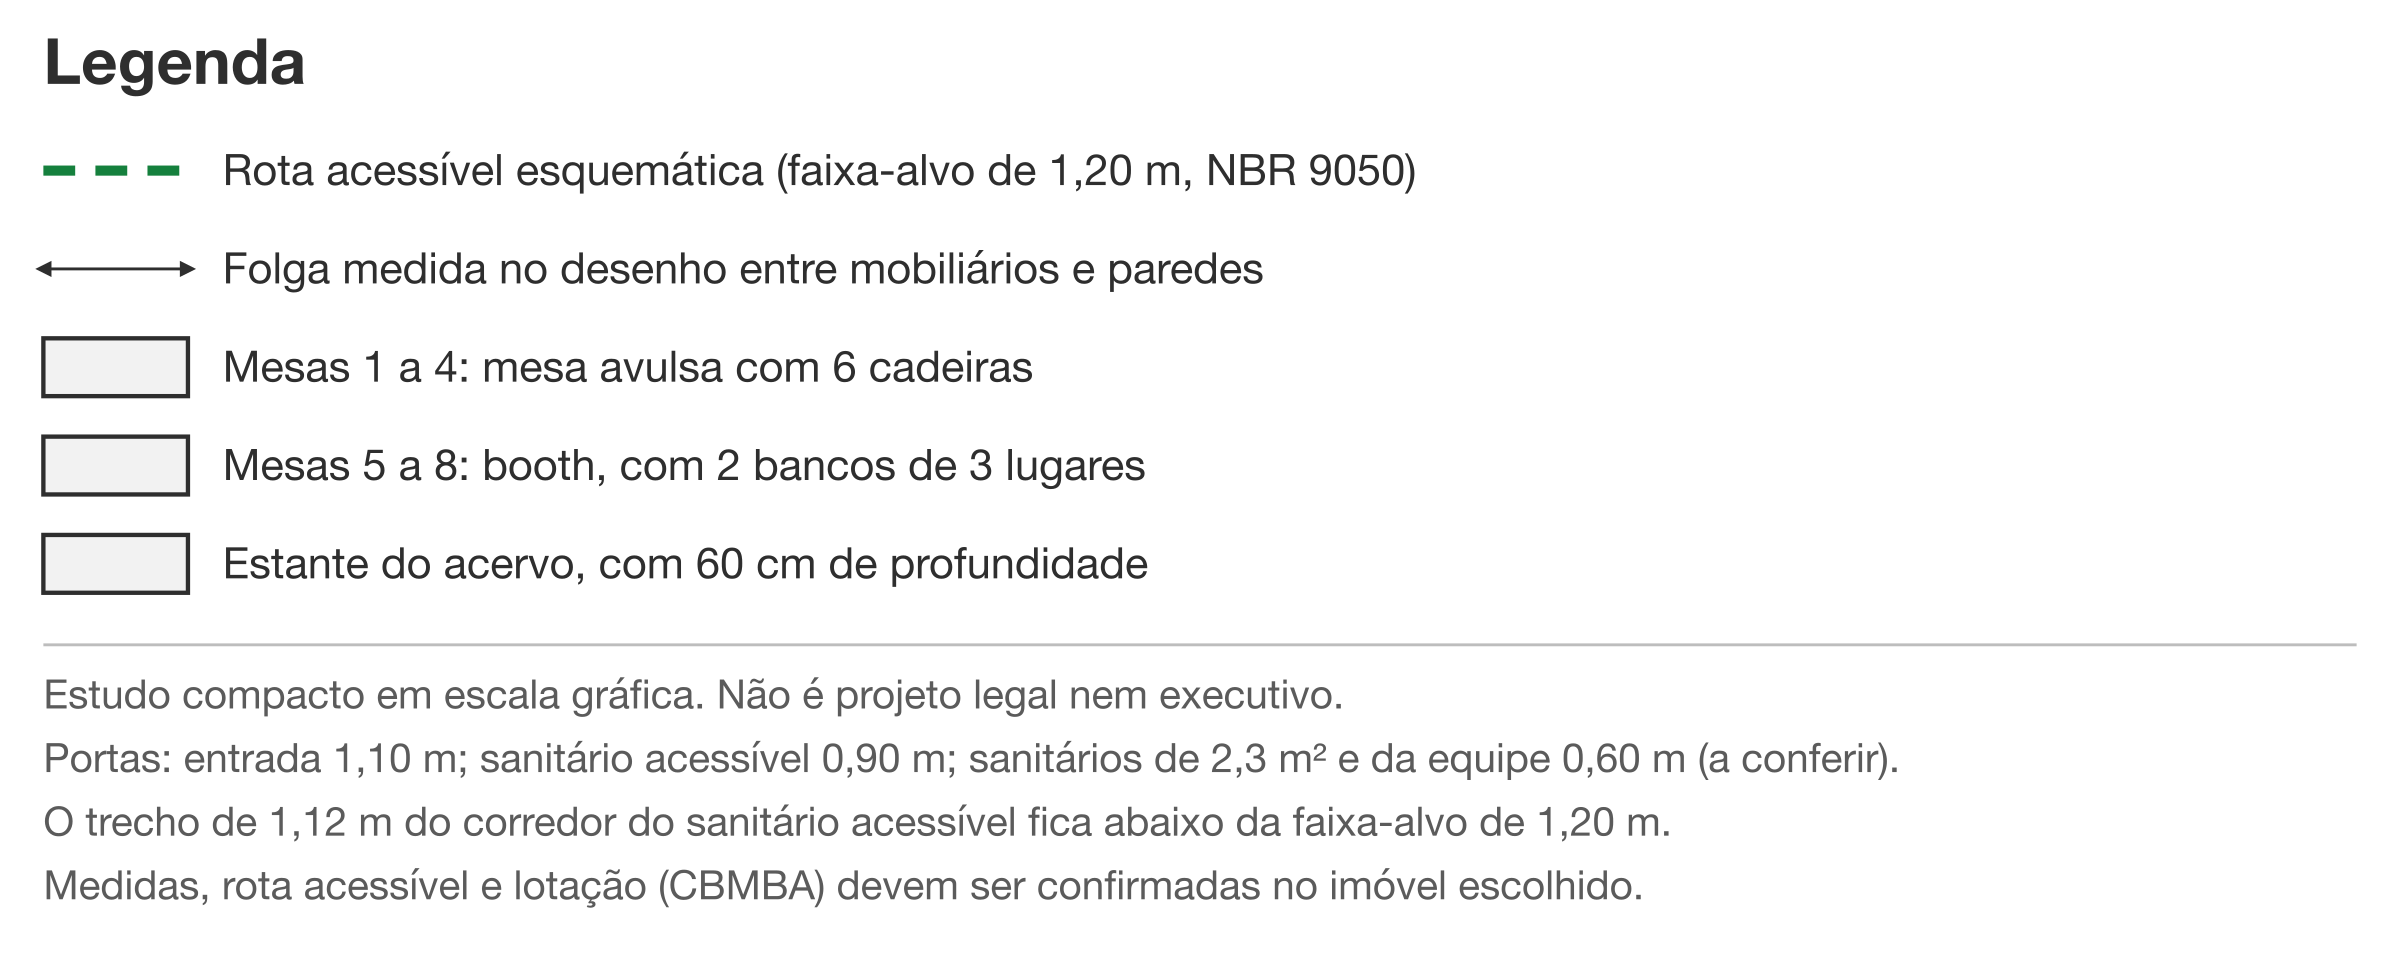 Legenda
Rota acessível esquemática (faixa-alvo de 1,20 m, NBR 9050)
Folga medida no desenho entre mobiliários e paredes
Mesas 1 a 4: mesa avulsa com 6 cadeiras
Mesas 5 a 8: booth, com 2 bancos de 3 lugares
Estante do acervo, com 60 cm de profundidade
Estudo compacto em escala gráfica. Não é projeto legal nem executivo.
Portas: entrada 1,10 m; sanitário acessível 0,90 m; sanitários de 2,3 m² e da equipe 0,60 m (a conferir).
O trecho de 1,12 m do corredor do sanitário acessível fica abaixo da faixa-alvo de 1,20 m.
Medidas, rota acessível e lotação (CBMBA) devem ser confirmadas no imóvel escolhido.